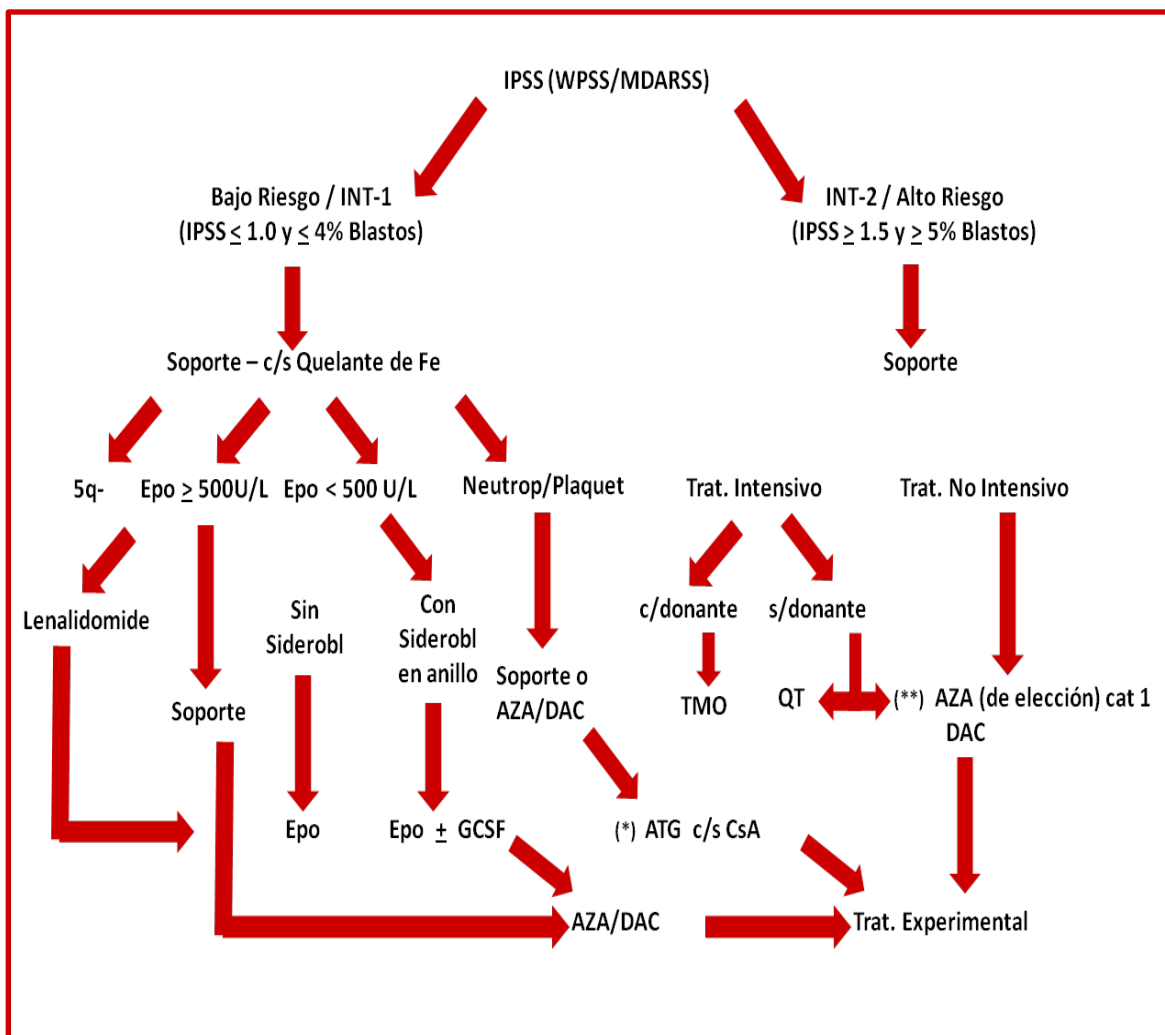 IPSS (WPSS/MDARSS)
Bajo Riesgo / INT-1
(IPSS ≤ 1.0 y ≤ 4% Blastos)
INT-2 / Alto Riesgo
(IPSS ≥ 1.5 y ≥ 5% Blastos)
Soporte – c/s Quelante de Fe
Soporte
5q-
Epo ≥ 500U/L
Epo < 500 U/L
Neutrop/Plaquet
Trat. Intensivo
Trat. No Intensivo
Lenalidomide
Sin
Siderobl
Con
Siderobl
en anillo
c/donante
s/donante
Soporte
Soporte o
AZA/DAC
TMO
QT
(**) AZA (de elección) cat 1
DAC
Epo
Epo ± GCSF
(*) ATG c/s CsA
AZA/DAC
Trat. Experimental